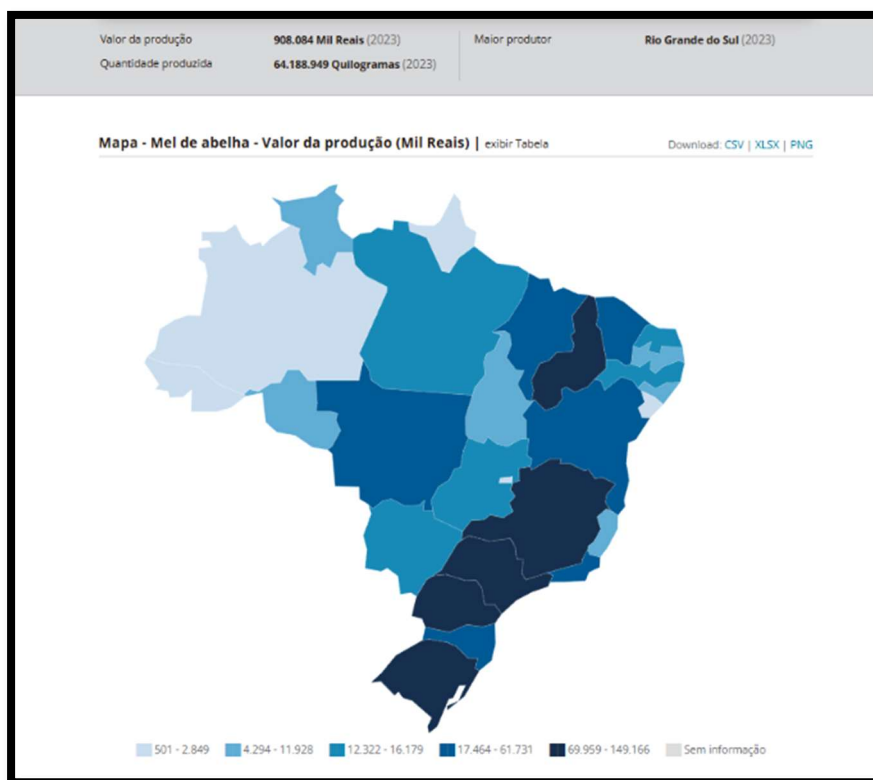 Valor da produção 908.084 Mil Reais (2023) Maior produtor Rio Grande do Sul (2023)
Quantidade produzida 64.188.949 Quilogramas (2023)
Mapa - Mel de abelha - Valor da produção (Mil Reais) | exibir Tabela Download: CSV | XLSX | PNG
501 - 2.849 4.294 - 11.928 12.322 - 16.179 17.464 - 61.731 69.959 - 149.166 Sem informação